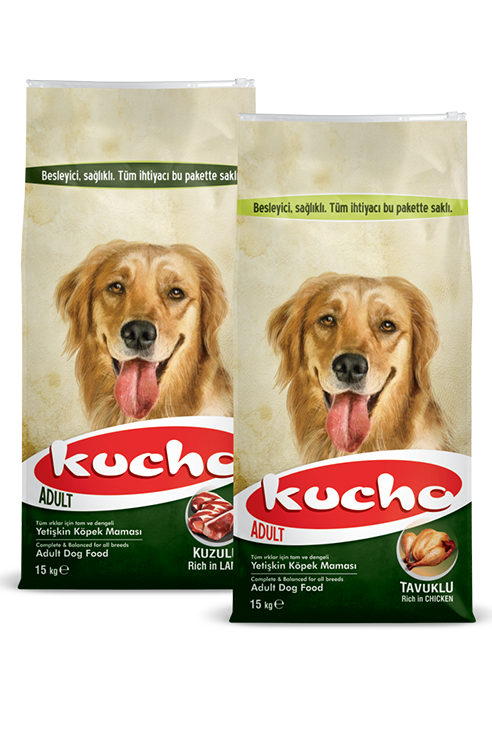 Besleyici, sağlıklı. Tüm ihtiyacı bu pakette saklı
kucho
ADULT
Tüm ırklar için tam ve dengeli
Yetişkin Köpek Maması
Complete & Balanced for all breeds
Adult Dog Food
15 kg ℮
KUZULU
Rich in LAM
Besleyici, sağlıklı. Tüm ihtiyacı bu pakette saklı.
kucho
ADULT
Tüm ırklar için tam ve dengeli
Yetişkin Köpek Maması
Complete & Balanced for all breeds
Adult Dog Food
15 kg ℮
TAVUKLU
Rich in CHICKEN